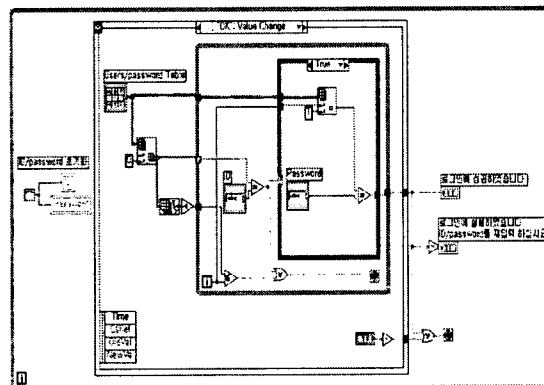 "OK": Value Change
Users/password Table
True
ID/password 초기화
Password
로그인에 성공하였습니다
로그인에 실패하였습니다
ID/password를 재입력 하십시요
Time
CtlRef
OldVal
NewVal
i